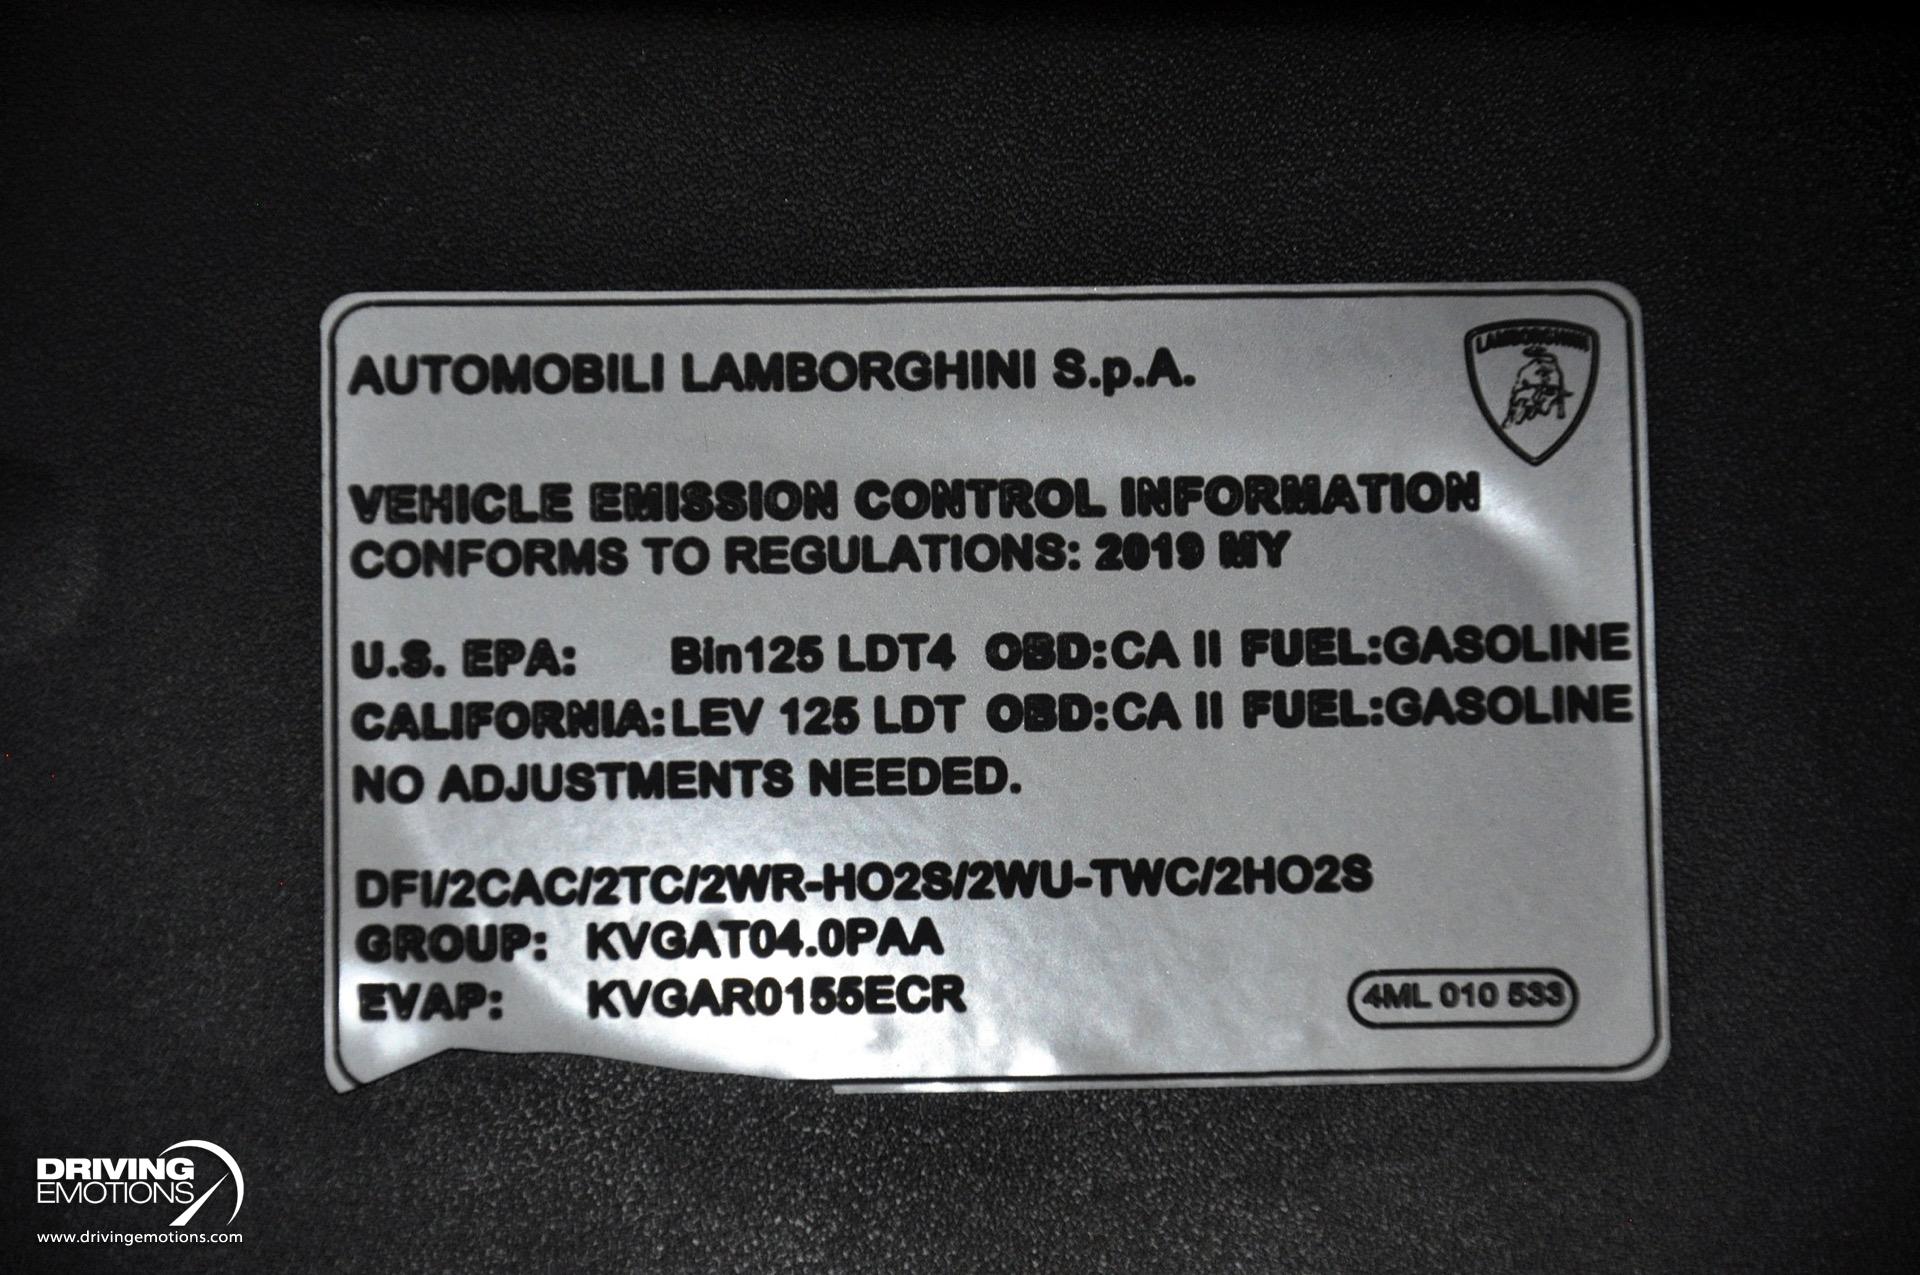 AUTOMOBILI LAMBORGHINI S.p.A.
LAMBORGHINI
VEHICLE EMISSION CONTROL INFORMATION
CONFORMS TO REGULATIONS: 2019 MY
U.S. EPA: Bin125 LDT4 OBD:CA II FUEL:GASOLINE
CALIFORNIA: LEV 125 LDT OBD:CA II FUEL:GASOLINE
NO ADJUSTMENTS NEEDED.
DFI/2CAC/2TC/2WR-HO2S/2WU-TWC/2HO2S
GROUP: KVGAT04.0PAA
EVAP: KVGAR0155ECR
4ML 010 533
DRIVING
EMOTIONS
www.drivingemotions.com